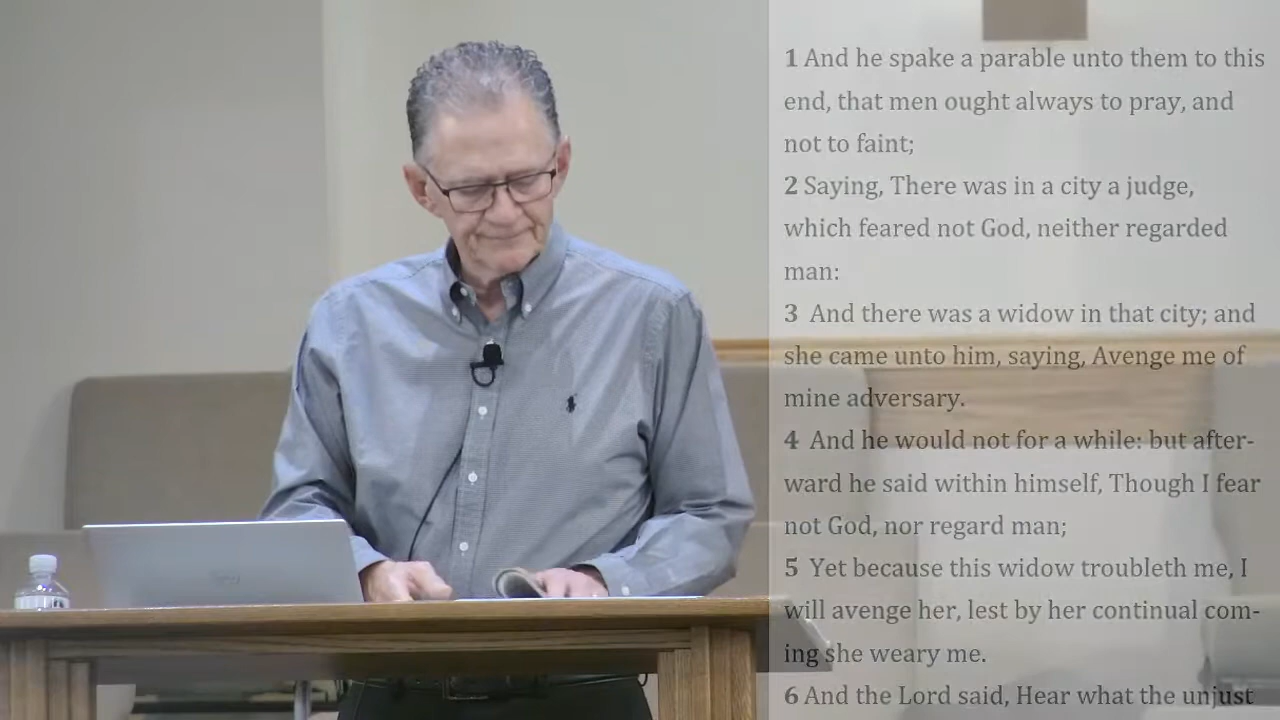 1 And he spake a parable unto them to this
end, that men ought always to pray, and
not to faint;
2 Saying, There was in a city a judge,
which feared not God, neither regarded
man:
3 And there was a widow in that city; and
she came unto him, saying, Avenge me of
mine adversary.
4 And he would not for a while: but after-
ward he said within himself, Though I fear
not God, nor regard man;
5 Yet because this widow troubleth me, I
will avenge her, lest by her continual com-
ing she weary me.
6 And the Lord said, Hear what the unjust